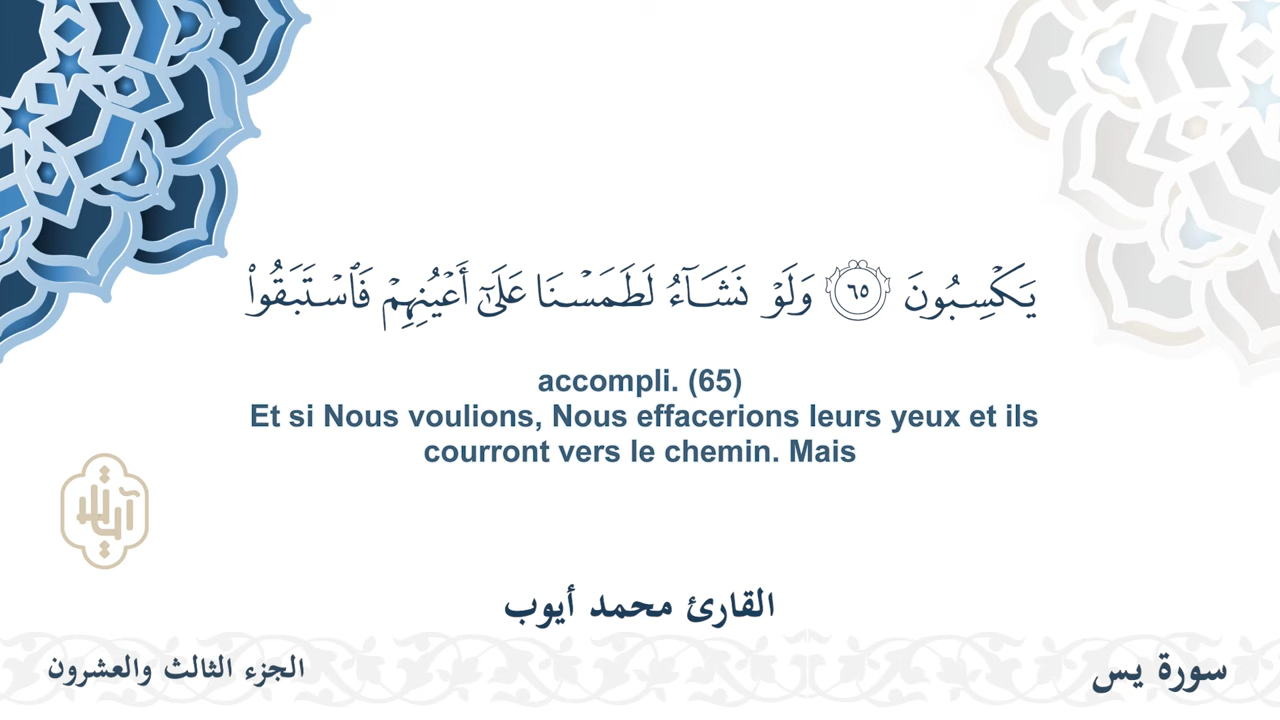 يَكْسِبُونَ ٦٥ وَلَوْ نَشَآءُ لَطَمَسْنَا عَلَىٰٓ أَعْيُنِهِمْ فَٱسْتَبَقُوا۟
accompli. (65)
Et si Nous voulions, Nous effacerions leurs yeux et ils
courront vers le chemin. Mais
آيات
القارئ محمد أيوب
سورة يس
الجزء الثالث والعشرون